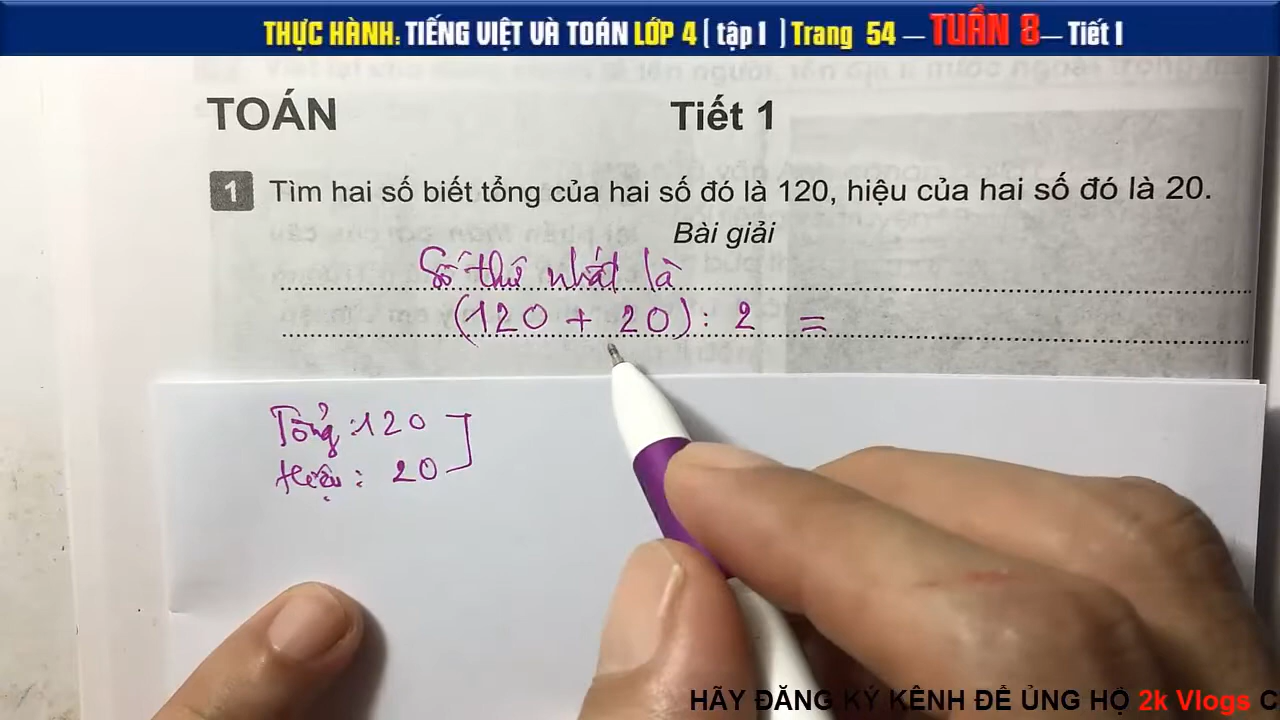 THỰC HÀNH: TIẾNG VIỆT VÀ TOÁN LỚP 4 ( tập 1 ) Trang 54 – TUẦN 8 – Tiết 1
TOÁN Tiết 1
1 Tìm hai số biết tổng của hai số đó là 120, hiệu của hai số đó là 20.
Bài giải
Số thứ nhất là
(120 + 20) : 2 =
Tổng : 120
Hiệu : 20
HÃY ĐĂNG KÝ KÊNH ĐỂ ỦNG HỘ 2k Vlogs C